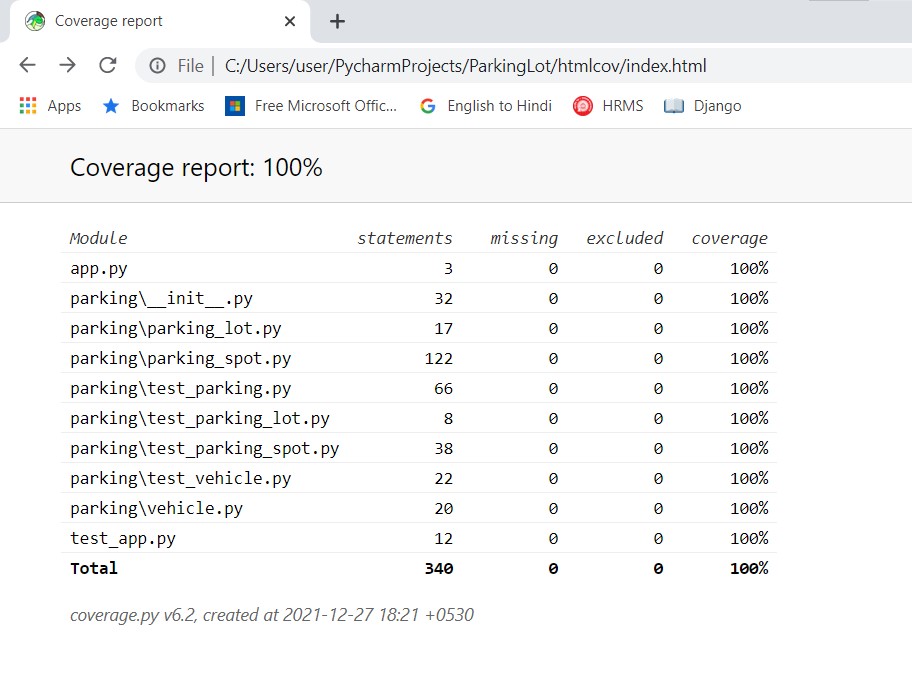 Coverage report
File | C:/Users/user/PycharmProjects/ParkingLot/htmlcov/index.html
Apps Bookmarks Free Microsoft Offic... English to Hindi HRMS Django
Coverage report: 100%
Module statements missing excluded coverage
app.py 3 0 0 100%
parking\__init__.py 32 0 0 100%
parking\parking_lot.py 17 0 0 100%
parking\parking_spot.py 122 0 0 100%
parking\test_parking.py 66 0 0 100%
parking\test_parking_lot.py 8 0 0 100%
parking\test_parking_spot.py 38 0 0 100%
parking\test_vehicle.py 22 0 0 100%
parking\vehicle.py 20 0 0 100%
test_app.py 12 0 0 100%
Total 340 0 0 100%
coverage.py v6.2, created at 2021-12-27 18:21 +0530